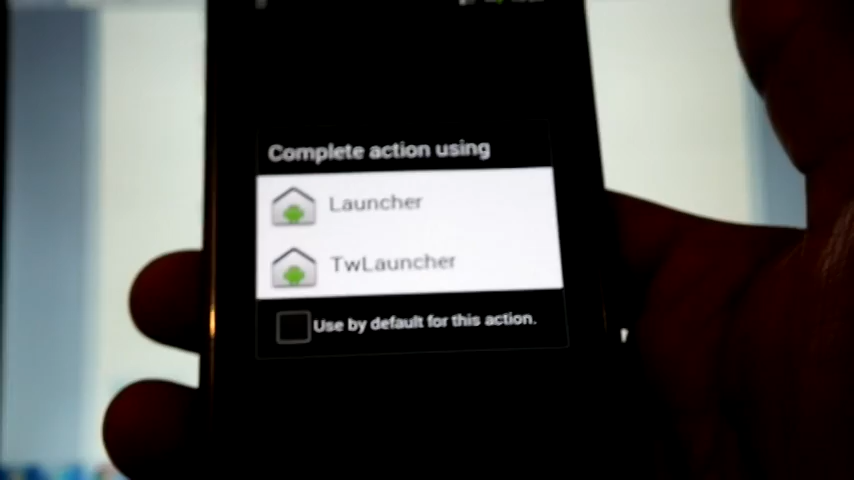 Complete action using
Launcher
TwLauncher
Use by default for this action.